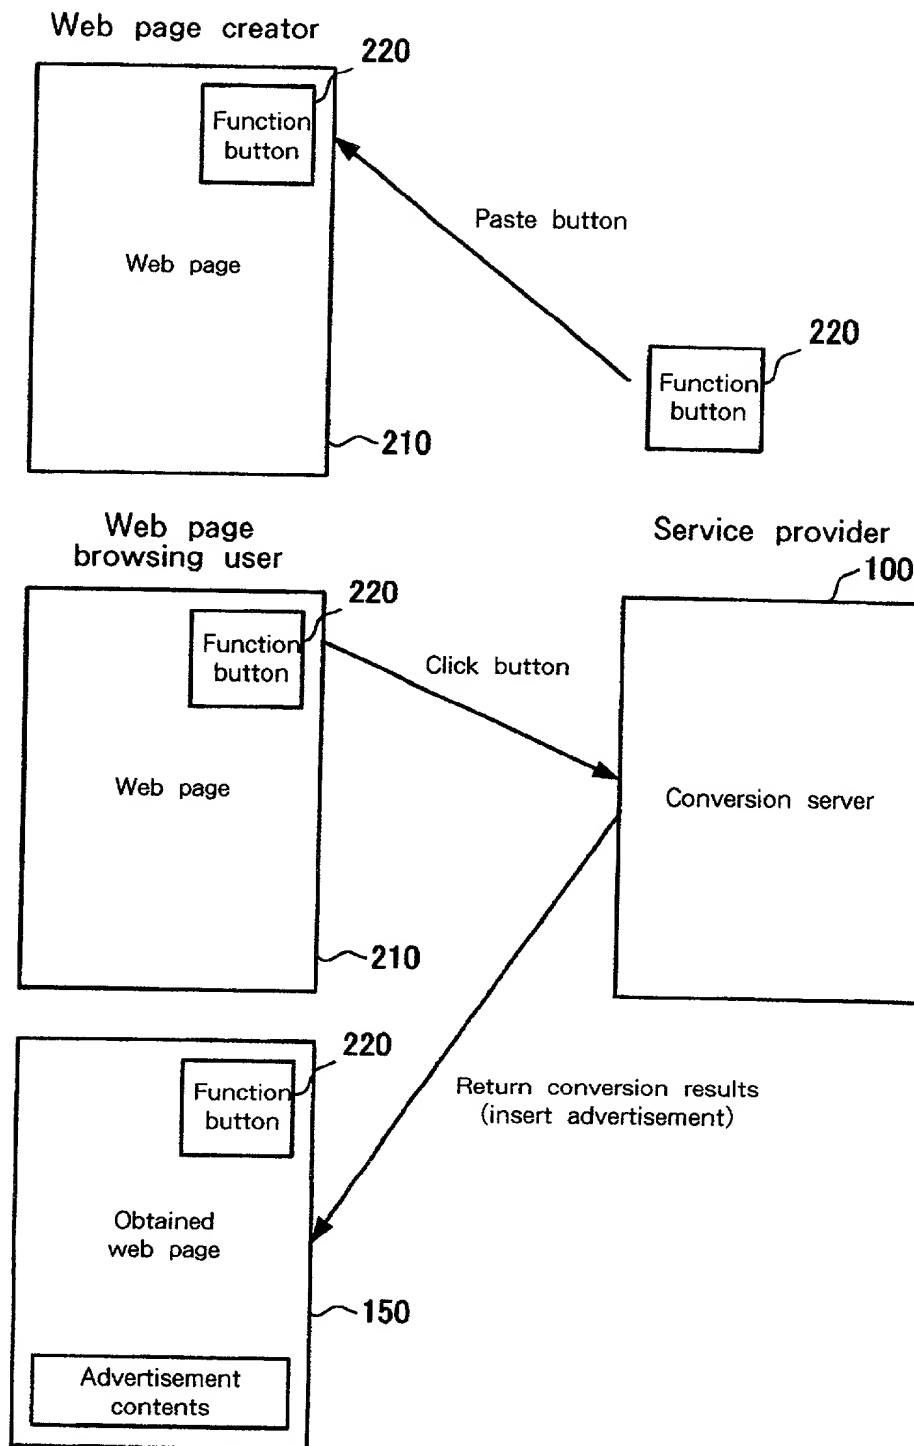 Web page creator
220
Function
button
Paste button
Web page
220
Function
button
210
Web page
browsing user
Service provider
100
220
Function
button
Click button
Web page
Conversion server
210
220
Function
button
Return conversion results
(insert advertisement)
Obtained
web page
150
Advertisement
contents